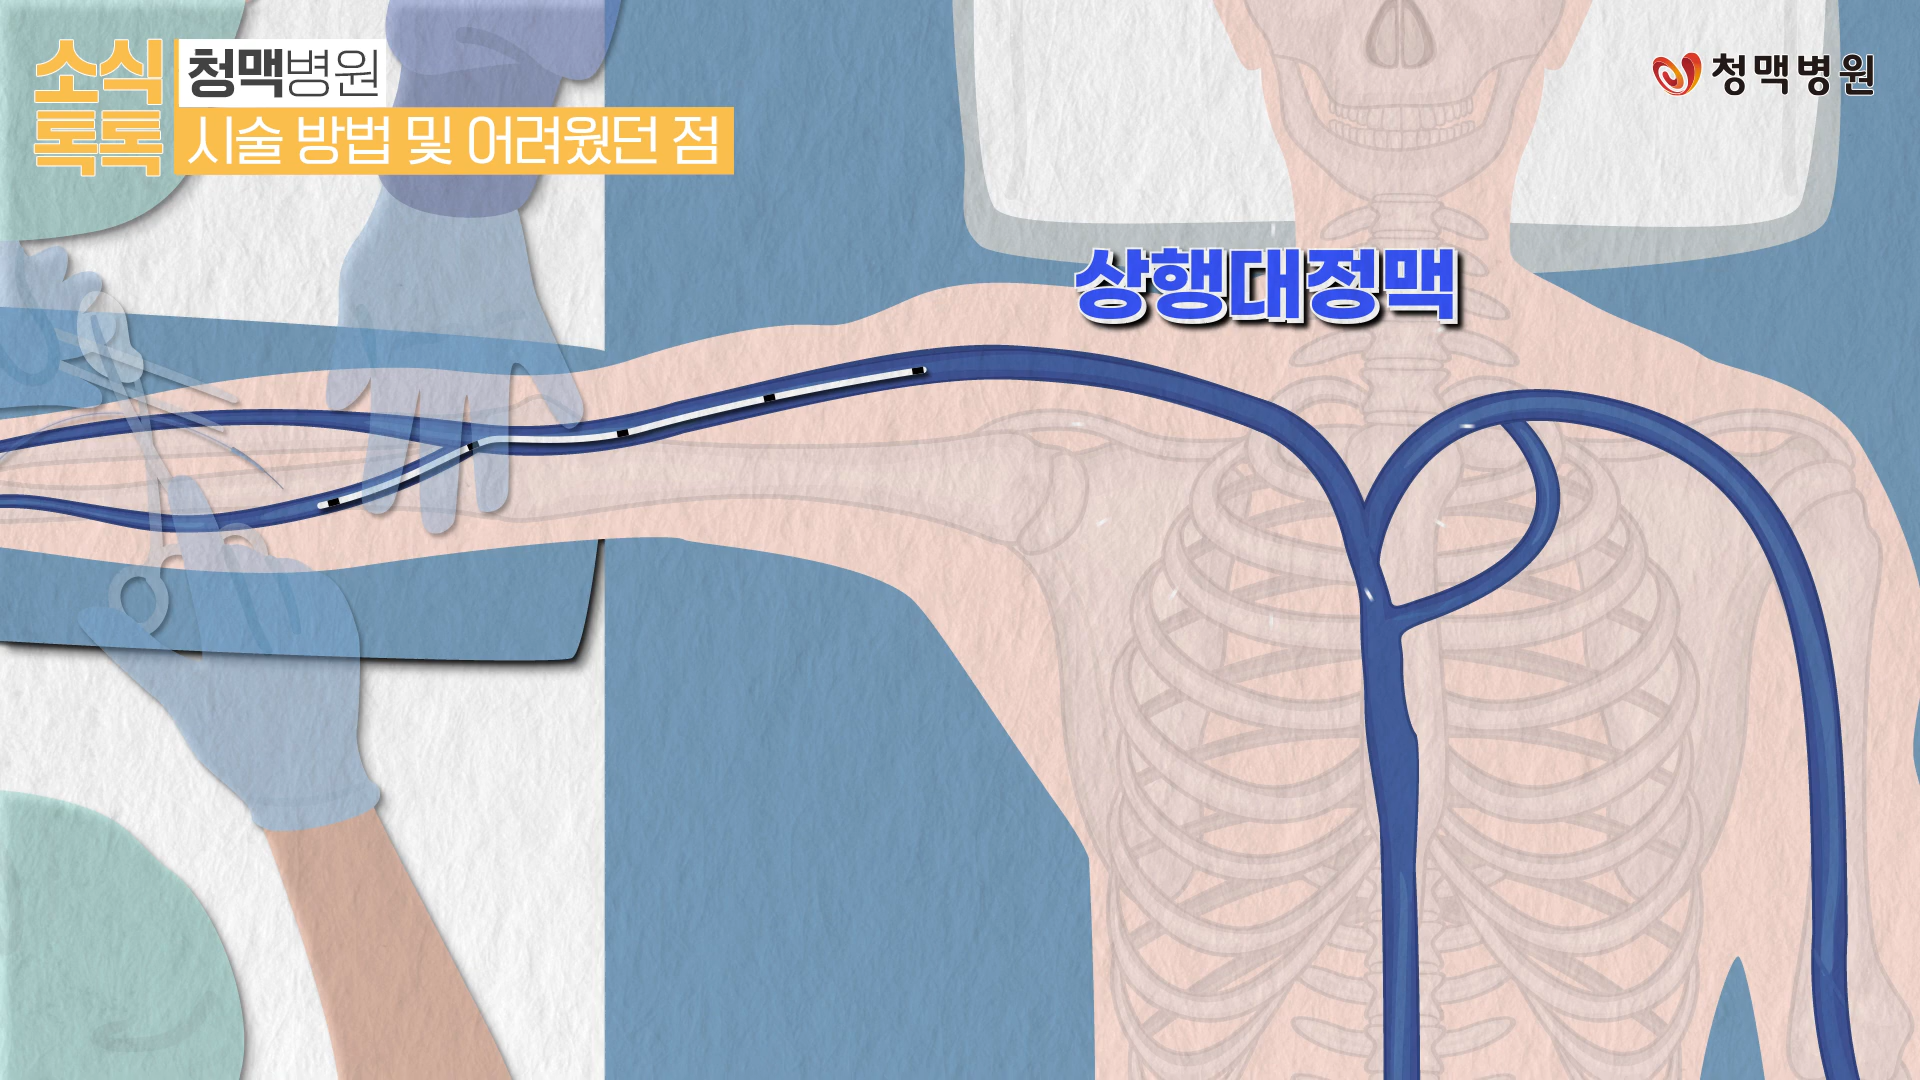 소식
톡톡
청맥병원
시술 방법 및 어려웠던 점
청맥병원
상행대정맥